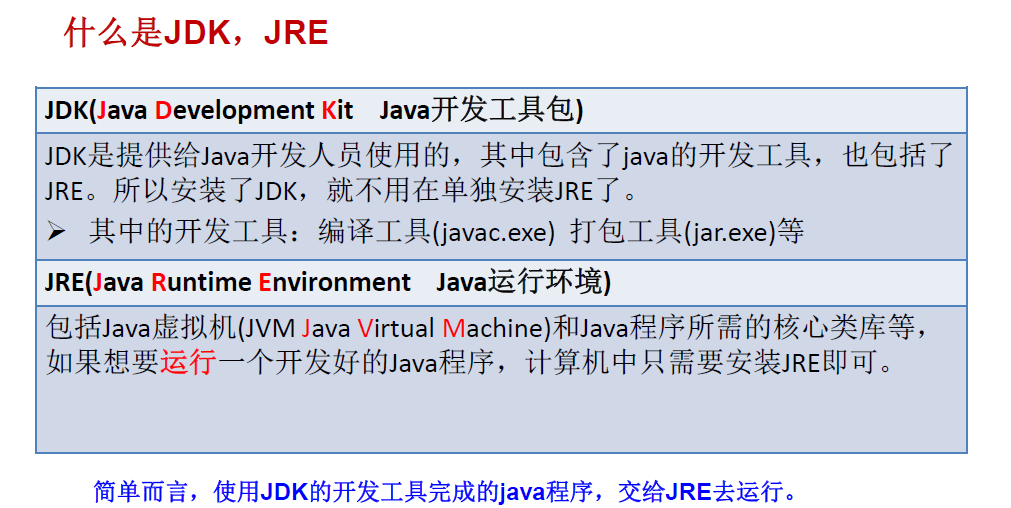 什么是JDK，JRE
JDK(Java Development Kit Java开发工具包)
JDK是提供给Java开发人员使用的，其中包含了java的开发工具，也包括了
JRE。所以安装了JDK，就不用在单独安装JRE了。
➢ 其中的开发工具：编译工具(javac.exe) 打包工具(jar.exe)等
JRE(Java Runtime Environment Java运行环境)
包括Java虚拟机(JVM Java Virtual Machine)和Java程序所需的核心类库等，
如果想要运行一个开发好的Java程序，计算机中只需要安装JRE即可。
简单而言，使用JDK的开发工具完成的java程序，交给JRE去运行。